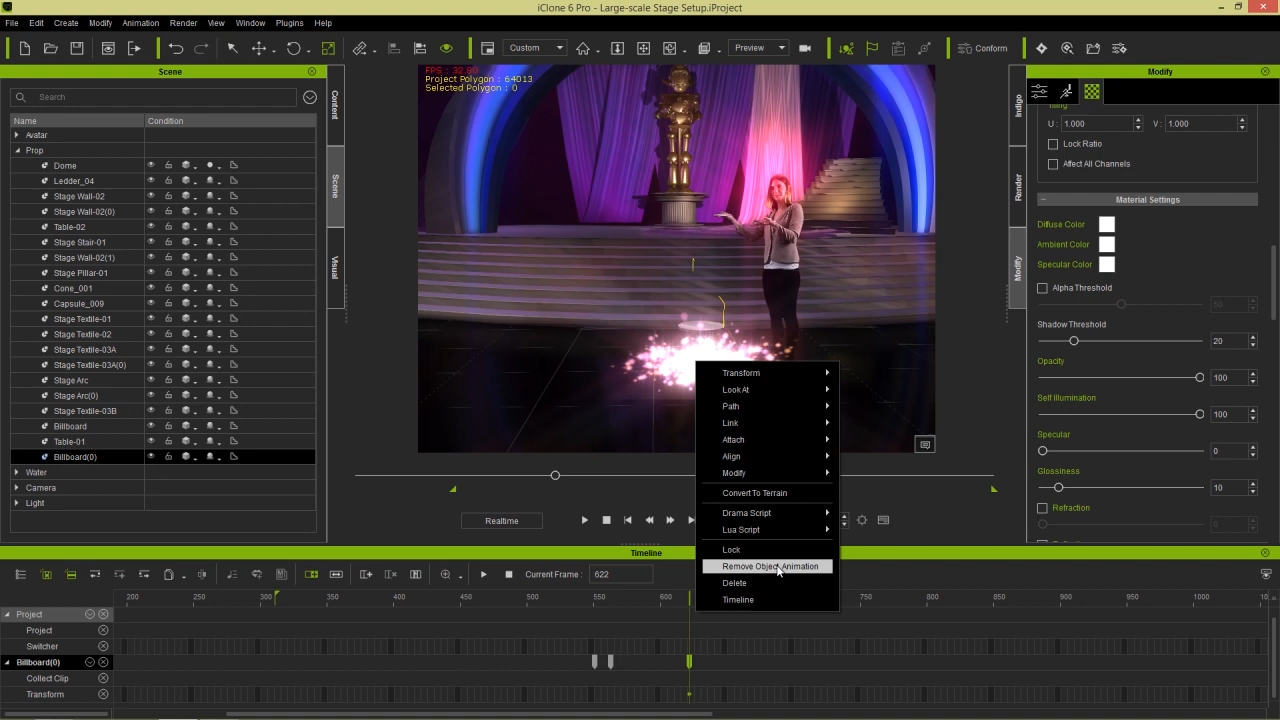 iClone 6 Pro - Large-scale Stage Setup.iProject
File Edit Create Modify Animation Render View Window Plugins Help
Custom Preview Conform
Scene
Search
Name Condition
Avatar
Prop
Dome
Ledder_04
Stage Wall-02
Stage Wall-02(0)
Table-02
Stage Stair-01
Stage Wall-02(1)
Stage Pillar-01
Cone_001
Capsule_009
Stage Textile-01
Stage Textile-02
Stage Textile-03A
Stage Textile-03A(0)
Stage Arc
Stage Arc(0)
Stage Textile-03B
Billboard
Table-01
Billboard(0)
Water
Camera
Light
Content
Scene
Visual
FPS : 32.80
Project Polygon : 64013
Selected Polygon : 0
Transform
Look At
Path
Link
Attach
Align
Modify
Convert To Terrain
Drama Script
Lua Script
Lock
Remove Object Animation
Delete
Timeline
Realtime
Indigo
Render
Modify
Modify
Tiling
U : 1.000 V : 1.000
Lock Ratio
Affect All Channels
Material Settings
Diffuse Color
Ambient Color
Specular Color
Alpha Threshold
50
Shadow Threshold
20
Opacity
100
Self Illumination
100
Specular
0
Glossiness
10
Refraction
0
Timeline
Current Frame : 622
200 250 300 350 400 450 500 550 600 750 800 850 900 950 1000
Project
Project
Switcher
Billboard(0)
Collect Clip
Transform